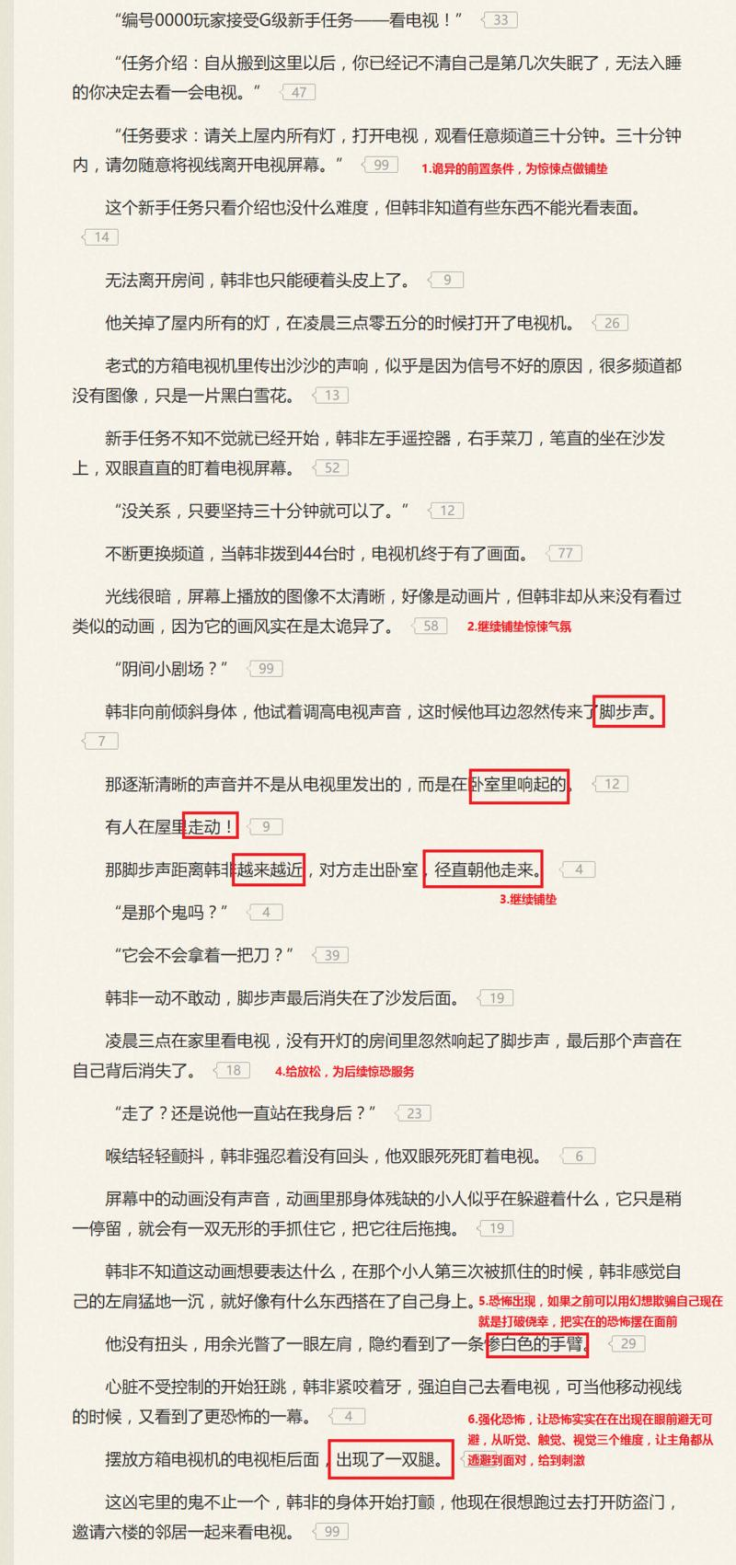 “编号0000玩家接受G级新手任务——看电视！” 33
“任务介绍：自从搬到这里以后，你已经记不清自己是第几次失眠了，无法入睡
的你决定去看一会电视。” 47
“任务要求：请关上屋内所有灯，打开电视，观看任意频道三十分钟。三十分钟
内，请勿随意将视线离开电视屏幕。” 99 1.诡异的前置条件，为惊悚点做铺垫
这个新手任务只看介绍也没什么难度，但韩非知道有些东西不能光看表面。
14
无法离开房间，韩非也只能硬着头皮上了。 9
他关掉了屋内所有的灯，在凌晨三点零五分的时候打开了电视机。 26
老式的方箱电视机里传出沙沙的声响，似乎是因为信号不好的原因，很多频道都
没有图像，只是一片黑白雪花。 13
新手任务不知不觉就已经开始，韩非左手遥控器，右手菜刀，笔直的坐在沙发
上，双眼直直的盯着电视屏幕。 52
“没关系，只要坚持三十分钟就可以了。” 12
不断更换频道，当韩非拨到44台时，电视机终于有了画面。 77
光线很暗，屏幕上播放的图像不太清晰，好像是动画片，但韩非却从来没有看过
类似的动画，因为它的画风实在是太诡异了。 58 2.继续铺垫惊悚气氛
“阴间小剧场？” 99
韩非向前倾斜身体，他试着调高电视声音，这时候他耳边忽然传来了脚步声。
7
那逐渐清晰的声音并不是从电视里发出的，而是在卧室里响起的。 12
有人在屋里走动！ 9
那脚步声距离韩非越来越近，对方走出卧室，径直朝他走来。 4
3.继续铺垫
“是那个鬼吗？” 4
“它会不会拿着一把刀？” 39
韩非一动不敢动，脚步声最后消失在了沙发后面。 19
凌晨三点在家里看电视，没有开灯的房间里忽然响起了脚步声，最后那个声音在
自己背后消失了。 18 4.给放松，为后续惊恐服务
“走了？还是说他一直站在我身后？” 23
喉结轻轻颤抖，韩非强忍着没有回头，他双眼死死盯着电视。 6
屏幕中的动画没有声音，动画里那身体残缺的小人似乎在躲避着什么，它只是稍
一停留，就会有一双无形的手抓住它，把它往后拖拽。 19
韩非不知道这动画想要表达什么，在那个小人第三次被抓住的时候，韩非感觉自
己的左肩猛地一沉，就好像有什么东西搭在了自己身上。 5.恐怖出现，如果之前可以用幻想欺骗自己现在
就是打破侥幸，把实在的恐怖摆在面前
他没有扭头，用余光瞥了一眼左肩，隐约看到了一条惨白色的手臂。 29
心脏不受控制的开始狂跳，韩非紧咬着牙，强迫自己去看电视，可当他移动视线
的时候，又看到了更恐怖的一幕。 4 6.强化恐怖，让恐怖实实在在出现在眼前避无可
避，从听觉、触觉、视觉三个维度，让主角都从
逃避到面对，给到刺激
摆放方箱电视机的电视柜后面，出现了一双腿。
这凶宅里的鬼不止一个，韩非的身体开始打颤，他现在很想跑过去打开防盗门，
邀请六楼的邻居一起来看电视。 99